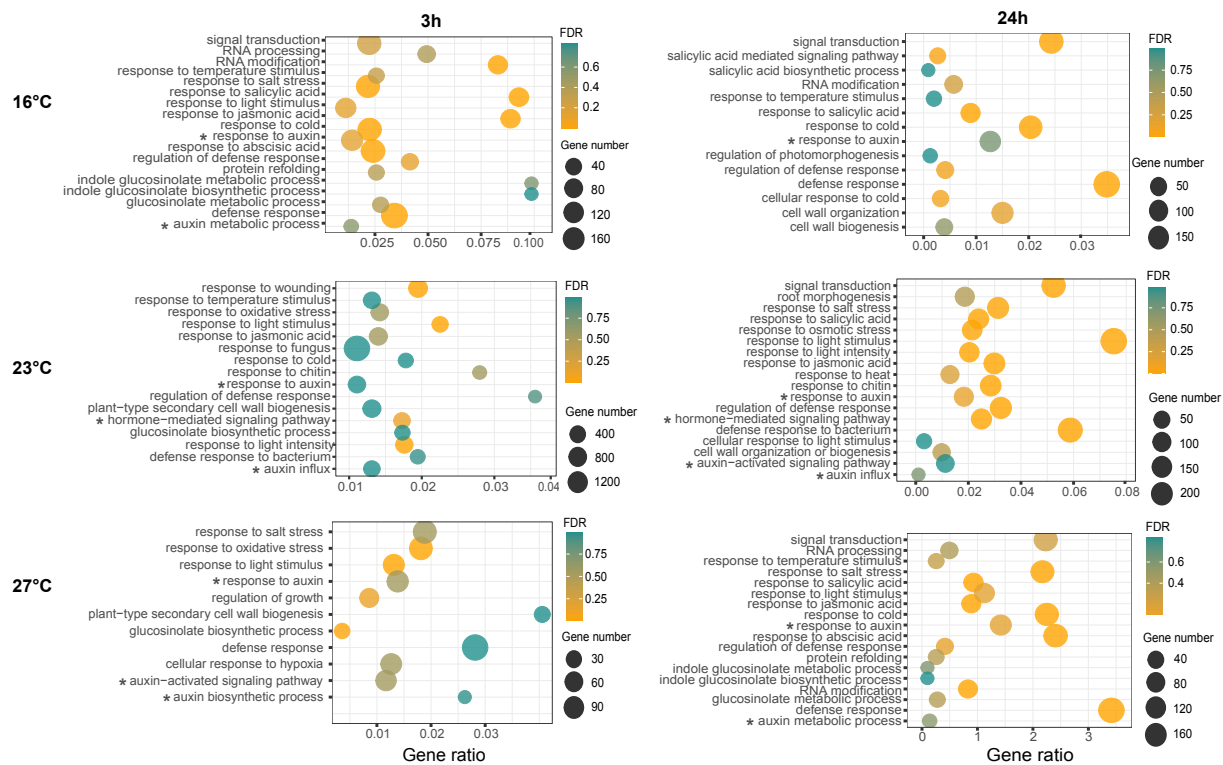 3h
24h
16°C
signal transduction
RNA processing
RNA modification
response to temperature stimulus
response to salt stress
response to salicylic acid
response to light stimulus
response to jasmonic acid
response to cold
* response to auxin
response to abscisic acid
regulation of defense response
protein refolding
indole glucosinolate metabolic process
indole glucosinolate biosynthetic process
glucosinolate metabolic process
defense response
* auxin metabolic process
0.025 0.050 0.075 0.100
FDR
0.6
0.4
0.2
Gene number
40
80
120
160
signal transduction
salicylic acid mediated signaling pathway
salicylic acid biosynthetic process
RNA modification
response to temperature stimulus
response to salicylic acid
response to cold
* response to auxin
regulation of photomorphogenesis
regulation of defense response
defense response
cellular response to cold
cell wall organization
cell wall biogenesis
0.00 0.01 0.02 0.03
FDR
0.75
0.50
0.25
Gene number
50
100
150
23°C
response to wounding
response to temperature stimulus
response to oxidative stress
response to light stimulus
response to jasmonic acid
response to fungus
response to cold
response to chitin
* response to auxin
regulation of defense response
plant-type secondary cell wall biogenesis
* hormone-mediated signaling pathway
glucosinolate biosynthetic process
response to light intensity
defense response to bacterium
* auxin influx
0.01 0.02 0.03 0.04
FDR
0.75
0.50
0.25
Gene number
400
800
1200
signal transduction
root morphogenesis
response to salt stress
response to salicylic acid
response to osmotic stress
response to light stimulus
response to light intensity
response to jasmonic acid
response to heat
response to chitin
* response to auxin
regulation of defense response
* hormone-mediated signaling pathway
defense response to bacterium
cellular response to light stimulus
cell wall organization or biogenesis
* auxin-activated signaling pathway
* auxin influx
0.00 0.02 0.04 0.06 0.08
FDR
0.75
0.50
0.25
Gene number
50
100
150
200
27°C
response to salt stress
response to oxidative stress
response to light stimulus
* response to auxin
regulation of growth
plant-type secondary cell wall biogenesis
glucosinolate biosynthetic process
defense response
cellular response to hypoxia
* auxin-activated signaling pathway
* auxin biosynthetic process
0.01 0.02 0.03
Gene ratio
FDR
0.75
0.50
0.25
Gene number
30
60
90
signal transduction
RNA processing
response to temperature stimulus
response to salt stress
response to salicylic acid
response to light stimulus
response to jasmonic acid
response to cold
* response to auxin
response to abscisic acid
regulation of defense response
protein refolding
indole glucosinolate metabolic process
indole glucosinolate biosynthetic process
RNA modification
glucosinolate metabolic process
defense response
* auxin metabolic process
0 1 2 3
Gene ratio
FDR
0.6
0.4
Gene number
40
80
120
160